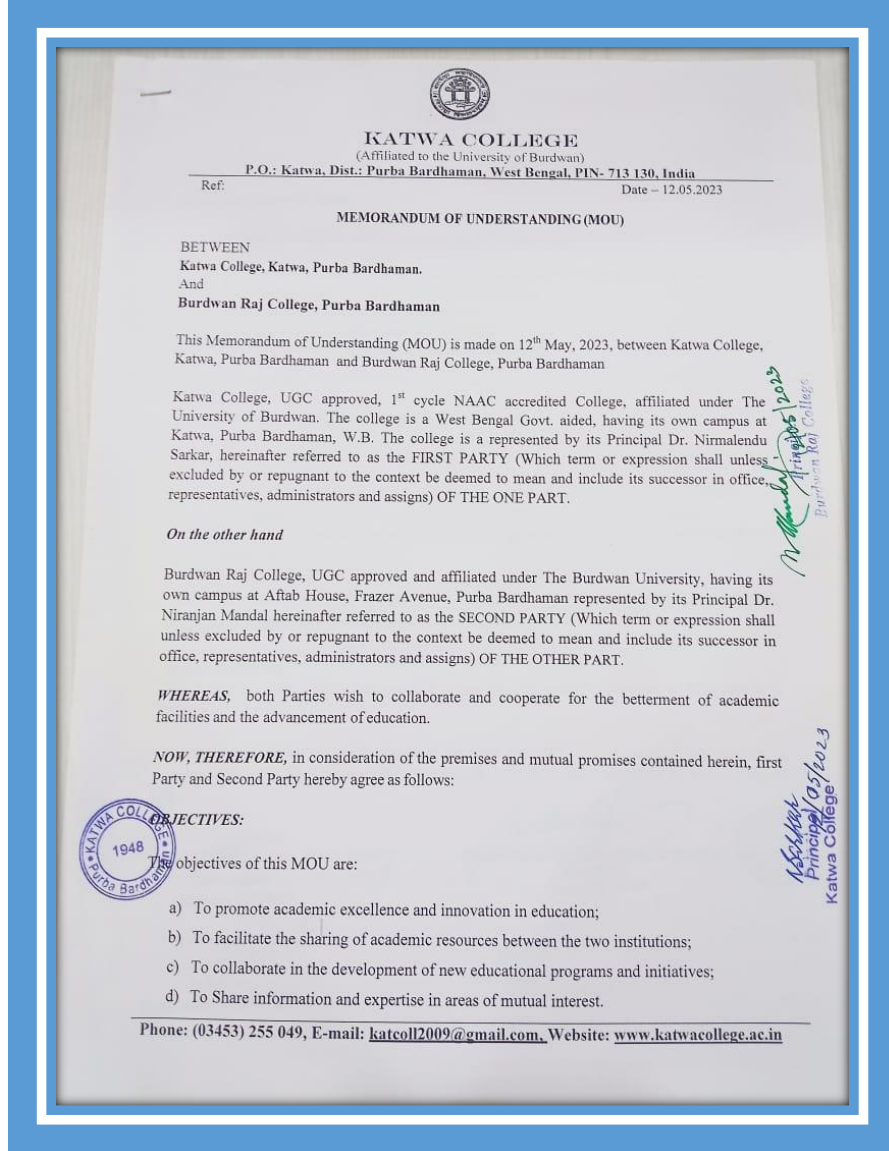 KATWA COLLEGE
(Affiliated to the University of Burdwan)
P.O.: Katwa, Dist.: Purba Bardhaman, West Bengal, PIN- 713 130, India
Ref:
Date – 12.05.2023
MEMORANDUM OF UNDERSTANDING (MOU)
BETWEEN
Katwa College, Katwa, Purba Bardhaman.
And
Burdwan Raj College, Purba Bardhaman
This Memorandum of Understanding (MOU) is made on 12th May, 2023, between Katwa College,
Katwa, Purba Bardhaman and Burdwan Raj College, Purba Bardhaman
Katwa College, UGC approved, 1st cycle NAAC accredited College, affiliated under The
University of Burdwan. The college is a West Bengal Govt. aided, having its own campus at
Katwa, Purba Bardhaman, W.B. The college is a represented by its Principal Dr. Nirmalendu
Sarkar, hereinafter referred to as the FIRST PARTY (Which term or expression shall unless
excluded by or repugnant to the context be deemed to mean and include its successor in office,
representatives, administrators and assigns) OF THE ONE PART.
On the other hand
Burdwan Raj College, UGC approved and affiliated under The Burdwan University, having its
own campus at Aftab House, Frazer Avenue, Purba Bardhaman represented by its Principal Dr.
Niranjan Mandal hereinafter referred to as the SECOND PARTY (Which term or expression shall
unless excluded by or repugnant to the context be deemed to mean and include its successor in
office, representatives, administrators and assigns) OF THE OTHER PART.
WHEREAS, both Parties wish to collaborate and cooperate for the betterment of academic
facilities and the advancement of education.
NOW, THEREFORE, in consideration of the premises and mutual promises contained herein, first
Party and Second Party hereby agree as follows:
OBJECTIVES:
The objectives of this MOU are:
a) To promote academic excellence and innovation in education;
b) To facilitate the sharing of academic resources between the two institutions;
c) To collaborate in the development of new educational programs and initiatives;
d) To Share information and expertise in areas of mutual interest.
Phone: (03453) 255 049, E-mail: katcoll2009@gmail.com, Website: www.katwacollege.ac.in
KATWA COLLEGE
1948
Purba Bardhaman
Mandal /05/2023
Principal
Burdwan Raj College
/05/2023
Principal
Katwa College